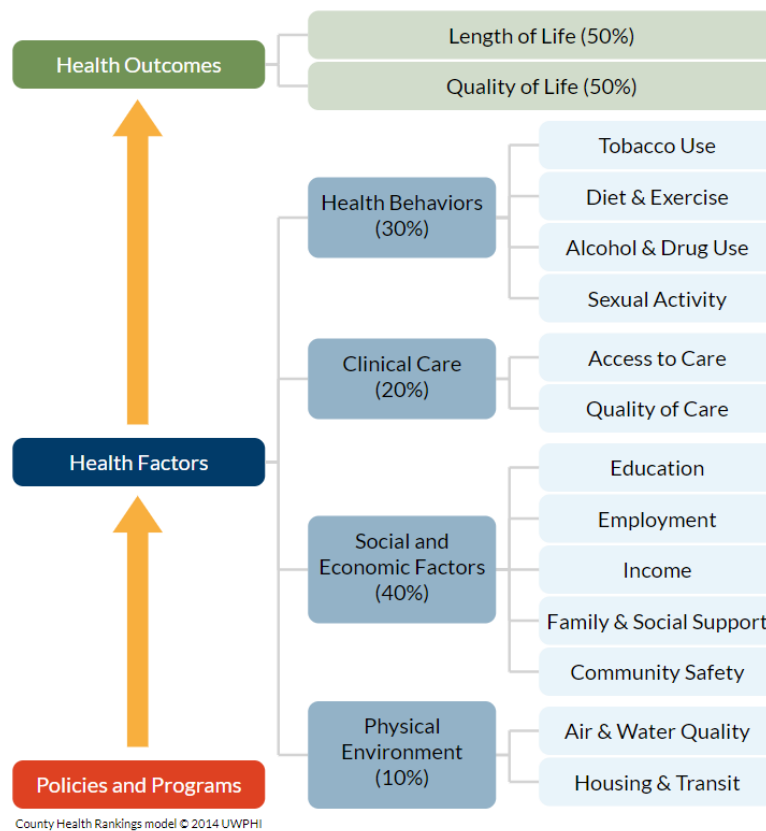 Health Outcomes
Length of Life (50%)
Quality of Life (50%)
Health Factors
Health Behaviors
(30%)
Tobacco Use
Diet & Exercise
Alcohol & Drug Use
Sexual Activity
Clinical Care
(20%)
Access to Care
Quality of Care
Social and
Economic Factors
(40%)
Education
Employment
Income
Family & Social Support
Community Safety
Physical
Environment
(10%)
Air & Water Quality
Housing & Transit
Policies and Programs
County Health Rankings model © 2014 UWPHI